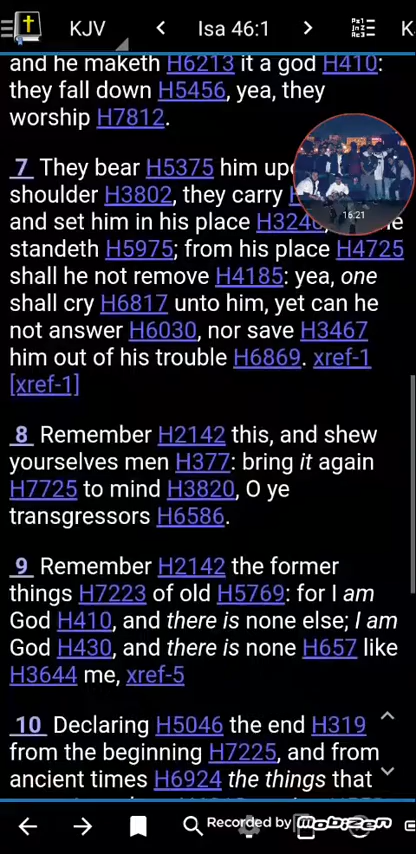 KJV
Isa 46:1
and he maketh H6213 it a god H410:
they fall down H5456, yea, they
worship H7812.
7 They bear H5375 him
shoulder H3802, they carry
and set him in his place
standeth H5975; from his place H4725
shall he not remove H4185: yea, one
shall cry H6817 unto him, yet can he
not answer H6030, nor save H3467
him out of his trouble H6869. xref-1
[xref-1]
16:21
8 Remember H2142 this, and shew
yourselves men H377: bring it again
H7725 to mind H3820, O ye
transgressors H6586.
9 Remember H2142 the former
things H7223 of old H5769: for I am
God H410, and there is none else; I am
God H430, and there is none H657 like
H3644 me, xref-5
10 Declaring H5046 the end H319
from the beginning H7225, and from
ancient times H6924 the things that
Recorded by mobizen